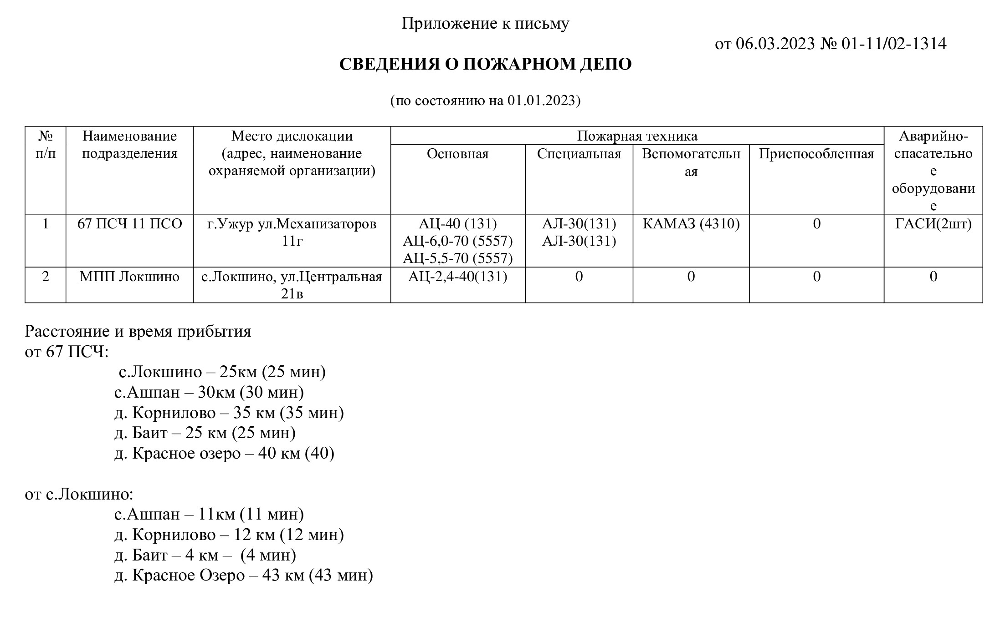 Приложение к письму
от 06.03.2023 № 01-11/02-1314
СВЕДЕНИЯ О ПОЖАРНОМ ДЕПО
(по состоянию на 01.01.2023)
№
п/п
Наименование
подразделения
Место дислокации
(адрес, наименование
охраняемой организации)
Пожарная техника
Аварийно-
спасательно
е
оборудовани
е
Основная
Специальная
Вспомогательн
ая
Приспособленная
1
67 ПСЧ 11 ПСО
г.Ужур ул.Механизаторов
11г
АЦ-40 (131)
АЦ-6,0-70 (5557)
АЦ-5,5-70 (5557)
АЛ-30(131)
АЛ-30(131)
КАМАЗ (4310)
0
ГАСИ(2шт)
2
МПП Локшино
с.Локшино, ул.Центральная
21в
АЦ-2,4-40(131)
0
0
0
0
Расстояние и время прибытия
от 67 ПСЧ:
с.Локшино – 25км (25 мин)
с.Ашпан – 30км (30 мин)
д. Корнилово – 35 км (35 мин)
д. Баит – 25 км (25 мин)
д. Красное озеро – 40 км (40)
от с.Локшино:
с.Ашпан – 11км (11 мин)
д. Корнилово – 12 км (12 мин)
д. Баит – 4 км –  (4 мин)
д. Красное Озеро – 43 км (43 мин)